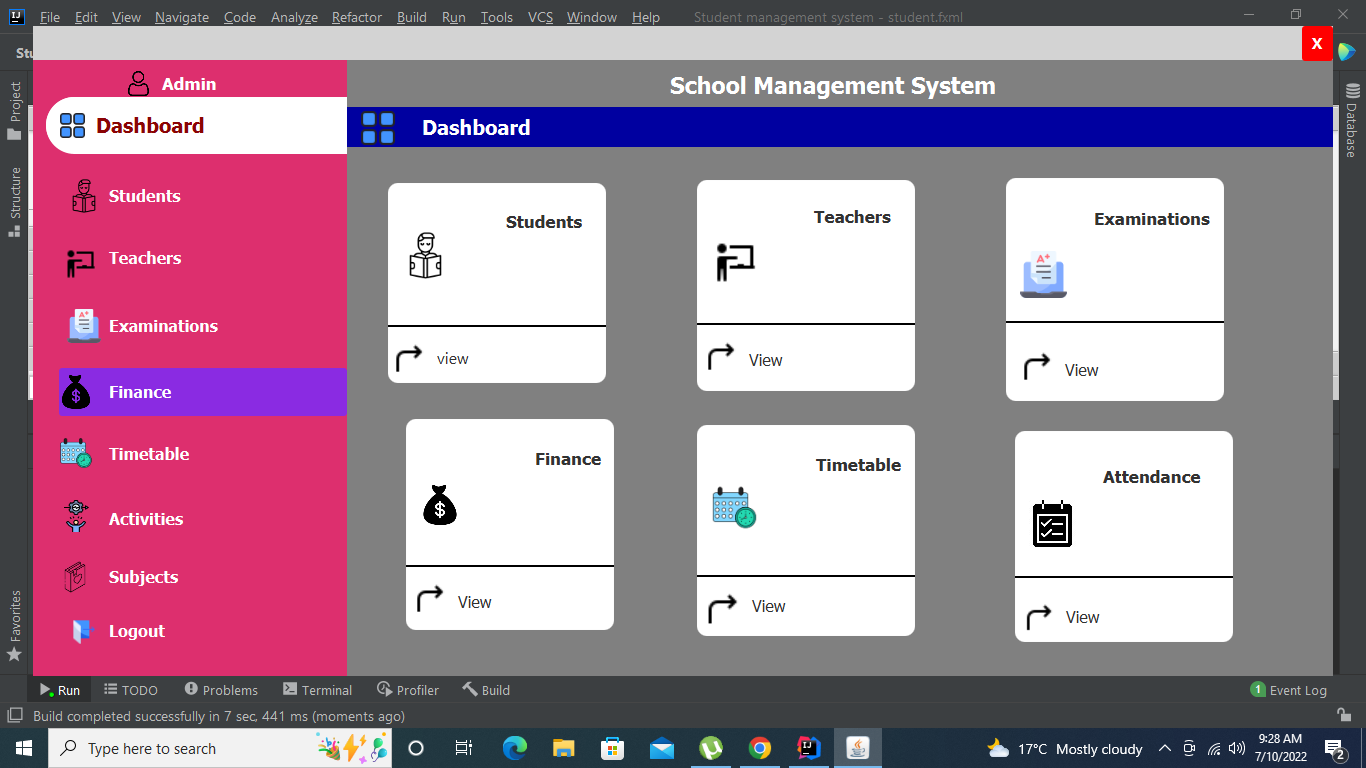 File Edit View Navigate Code Analyze Refactor Build Run Tools VCS Window Help Student management system - student.fxml
X
Admin
School Management System
Dashboard
Dashboard
Students
Teachers
Examinations
Finance
Timetable
Activities
Subjects
Logout
Students
view
Teachers
View
Examinations
A+
View
Finance
$
View
Timetable
View
Attendance
View
Project
Structure
Favorites
Database
Run TODO Problems Terminal Profiler Build 1 Event Log
Build completed successfully in 7 sec, 441 ms (moments ago)
Type here to search
17°C Mostly cloudy
9:28 AM
7/10/2022
2